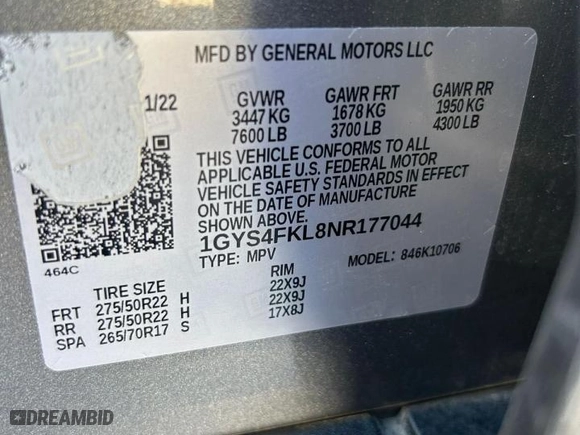 MFD BY GENERAL MOTORS LLC
1/22
GVWR GAWR FRT GAWR RR
3447 KG 1678 KG 1950 KG
7600 LB 3700 LB 4300 LB
THIS VEHICLE CONFORMS TO ALL
APPLICABLE U.S. FEDERAL MOTOR
VEHICLE SAFETY STANDARDS IN EFFECT
ON THE DATE OF MANUFACTURE
SHOWN ABOVE.
1GYS4FKL8NR177044
TYPE: MPV MODEL: 846K10706
464C
TIRE SIZE RIM
FRT 275/50R22 H 22X9J
RR 275/50R22 H 22X9J
SPA 265/70R17 S 17X8J
DREAMBID